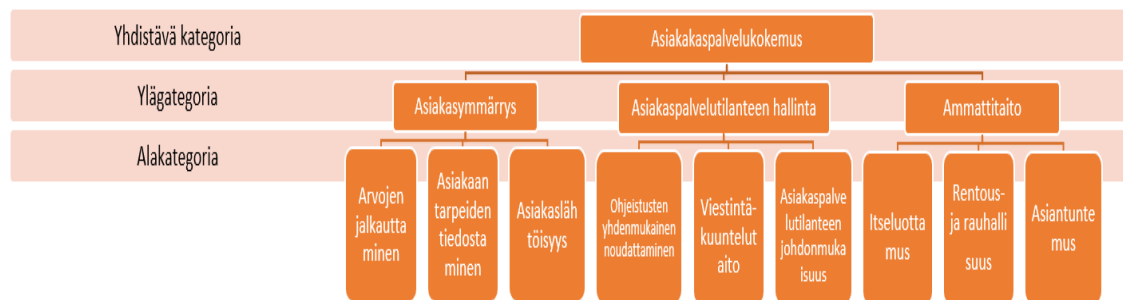 Yhdistävä kategoria
Asiakakaspalvelukokemus
Ylägategoria
Asiakasymmärrys
Asiakaspalvelutilanteen hallinta
Ammattitaito
Alakategoria
Arvojen
jalkautta
minen
Asiakaan
tarpeiden
tiedosta
minen
Asiakasläh
töisyys
Ohjeistusten
yhdenmukainen
noudattaminen
Viestintä-
kuuntelut
aito
Asiakaspalve
lutilanteen
johdonmuka
isuus
Itseluotta
mus
Rentous-
ja rauhalli
suus
Asiantunte
mus